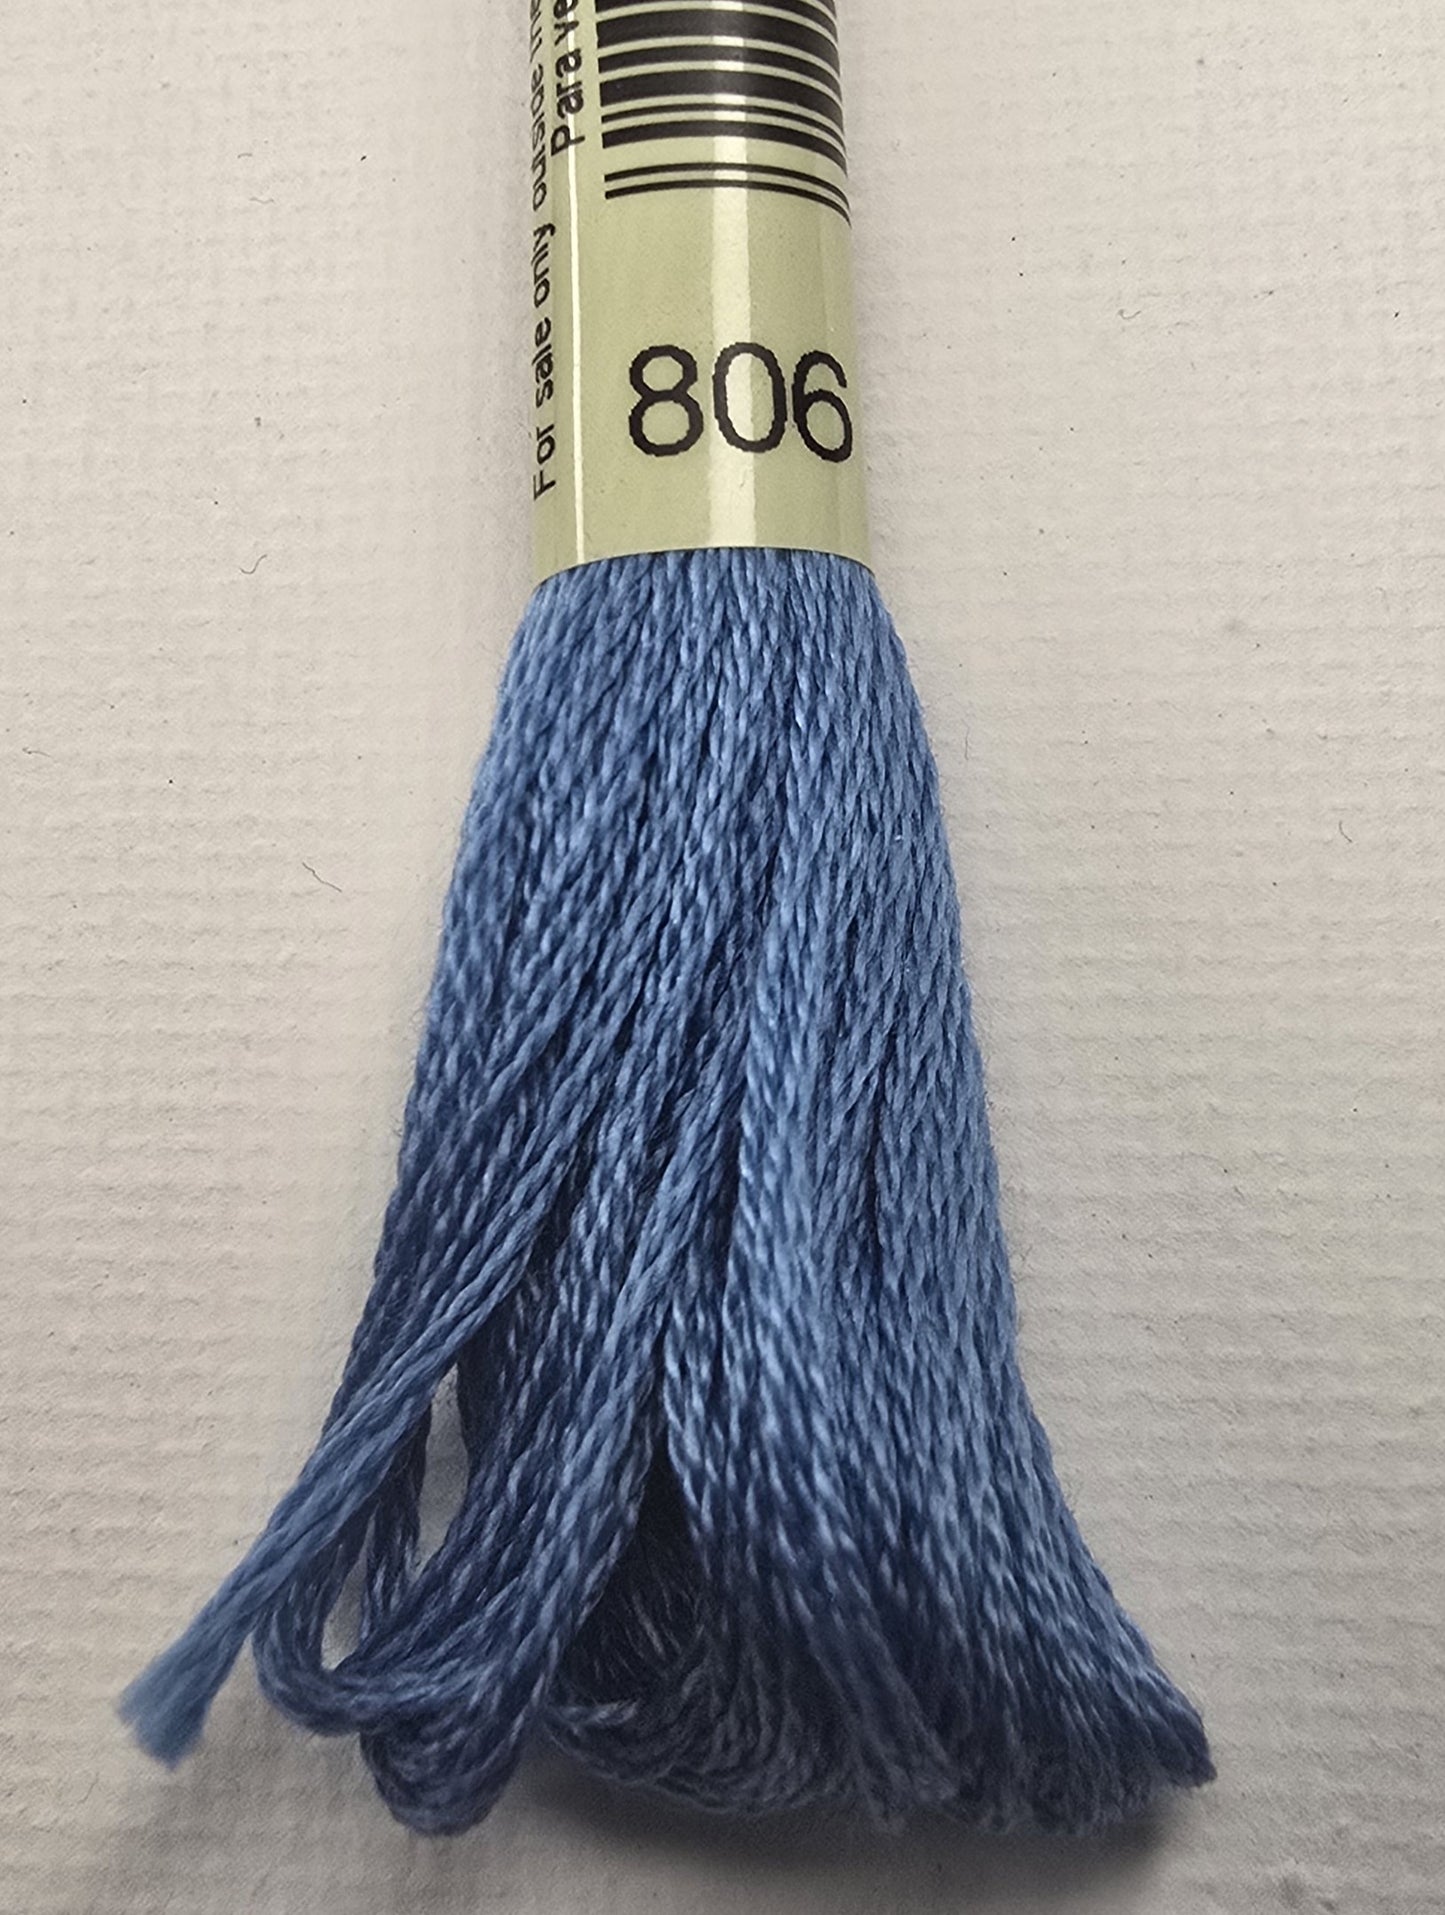 For sale only outside the
Para ve
806